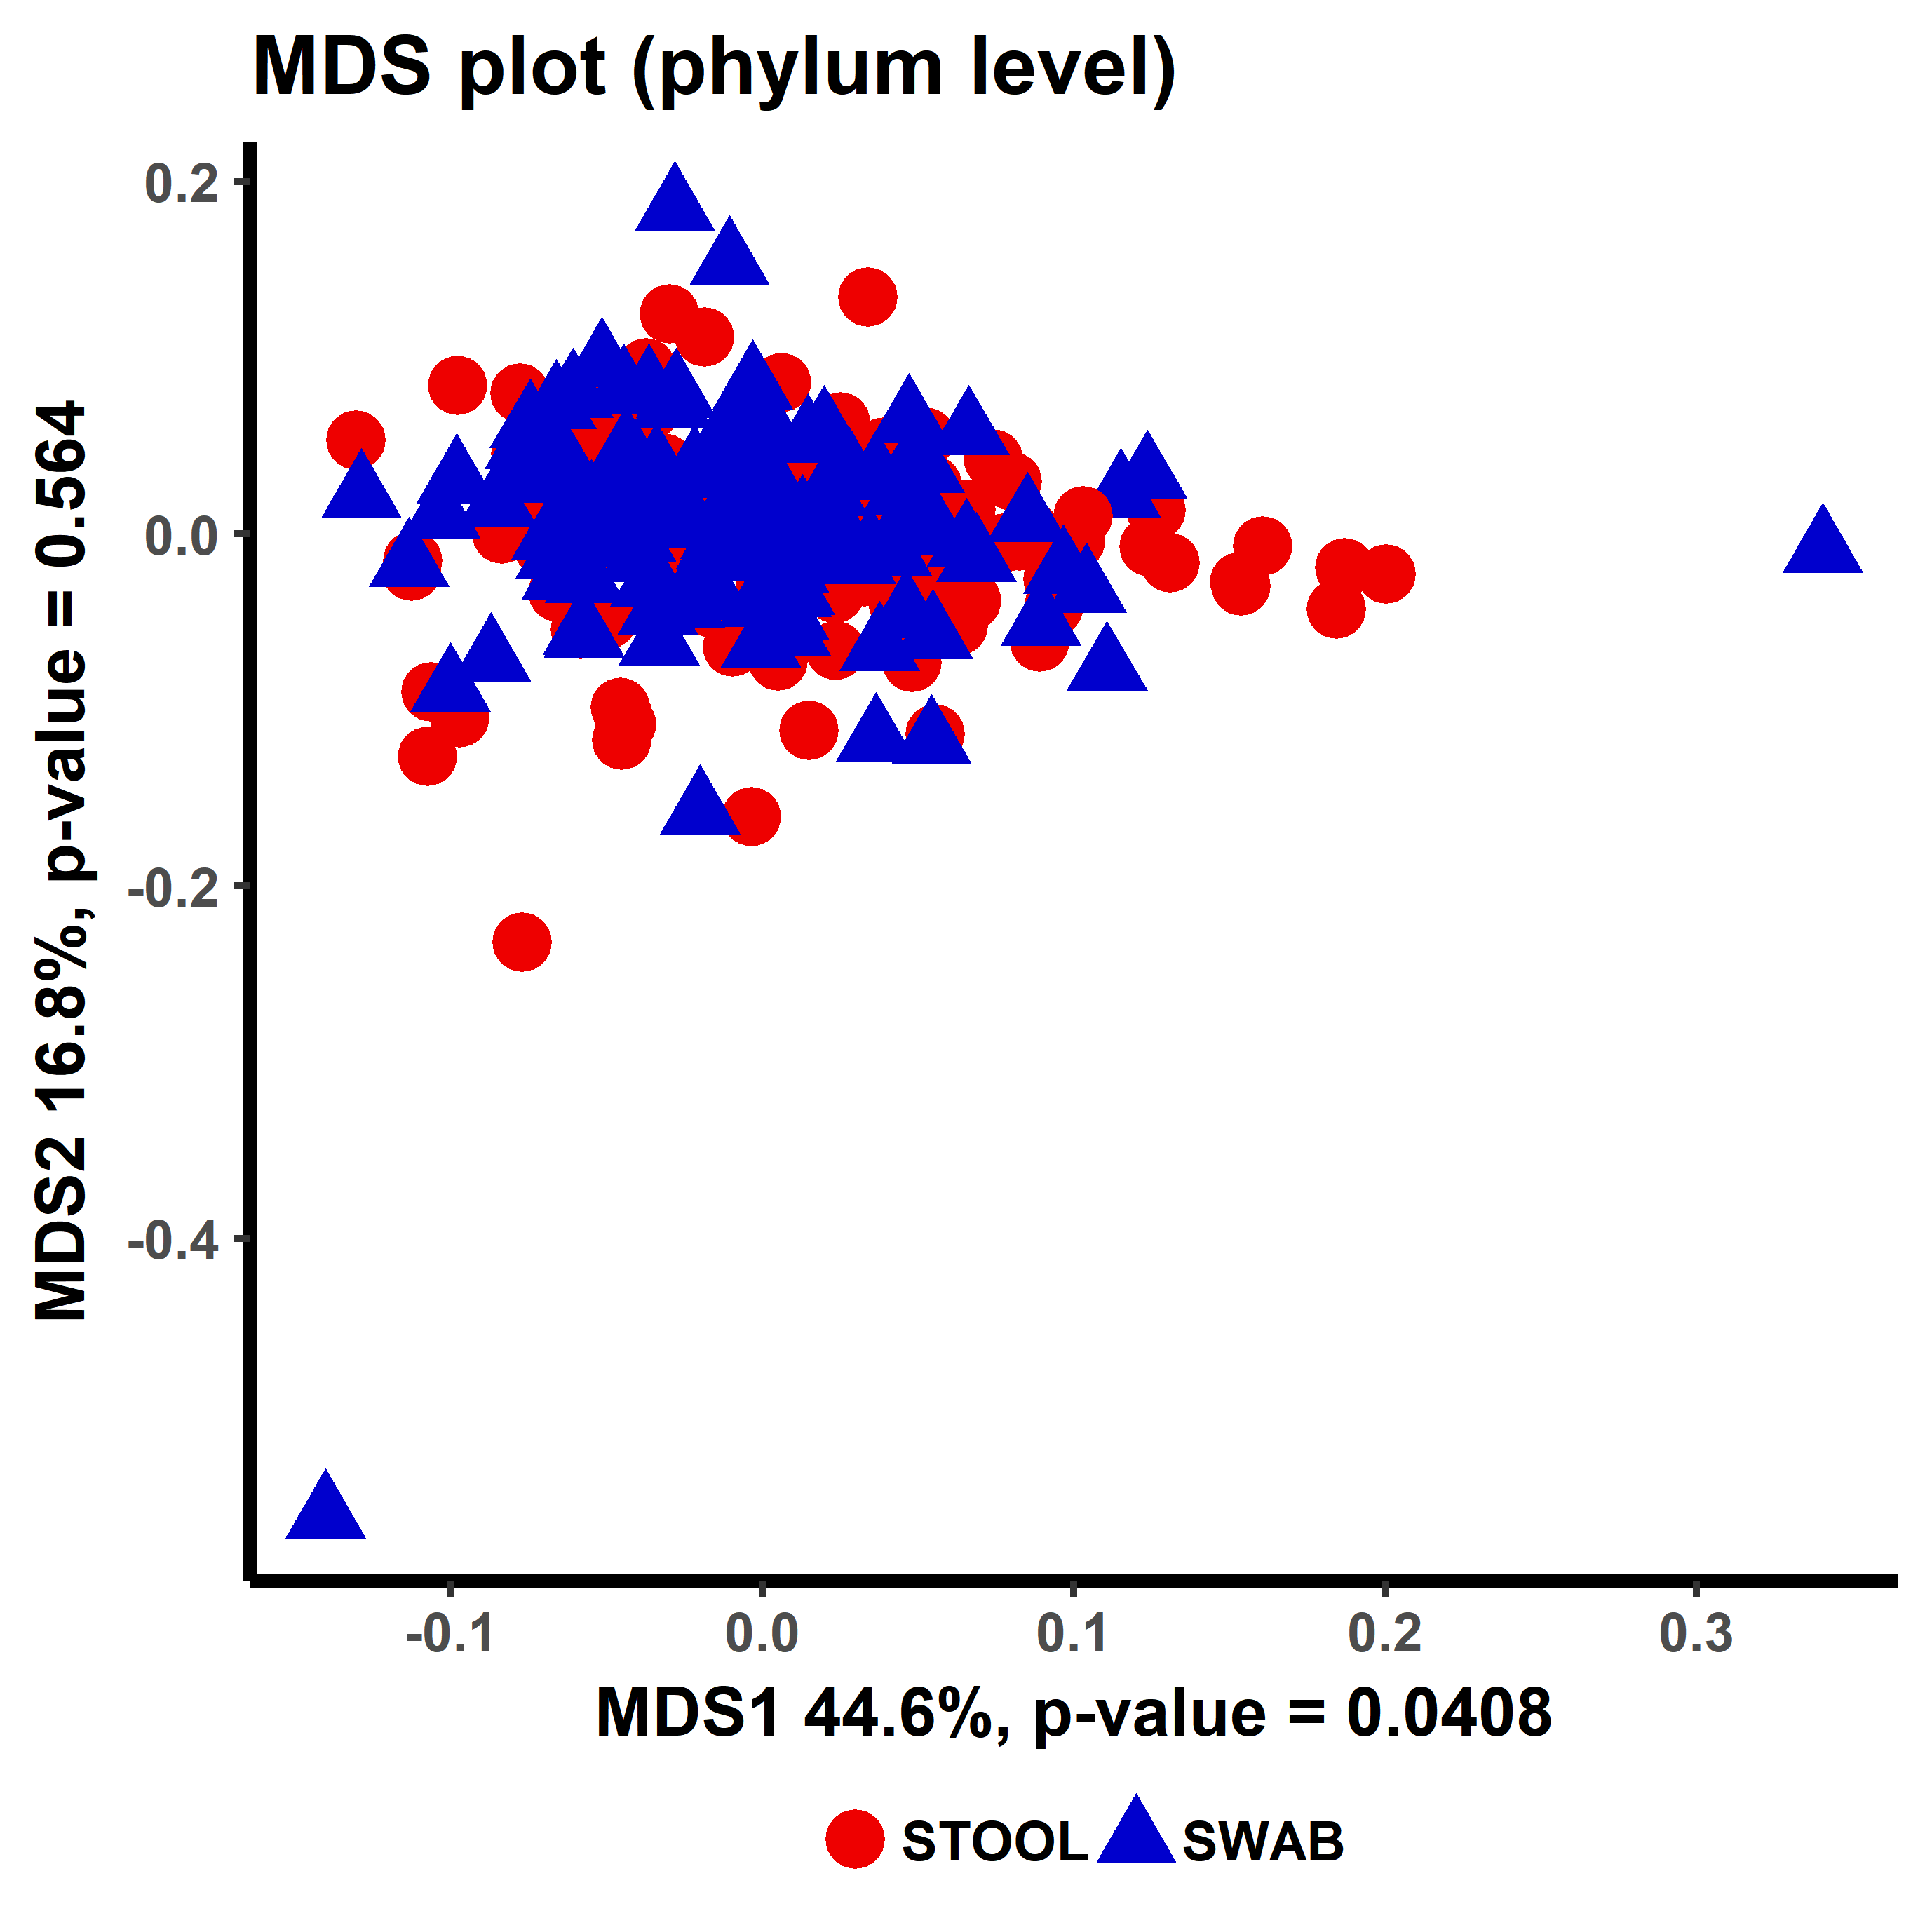 MDS plot (phylum level)
MDS2 16.8%, p-value = 0.564
0.2
0.0
-0.2
-0.4
-0.1
0.0
0.1
0.2
0.3
MDS1 44.6%, p-value = 0.0408
STOOL
SWAB